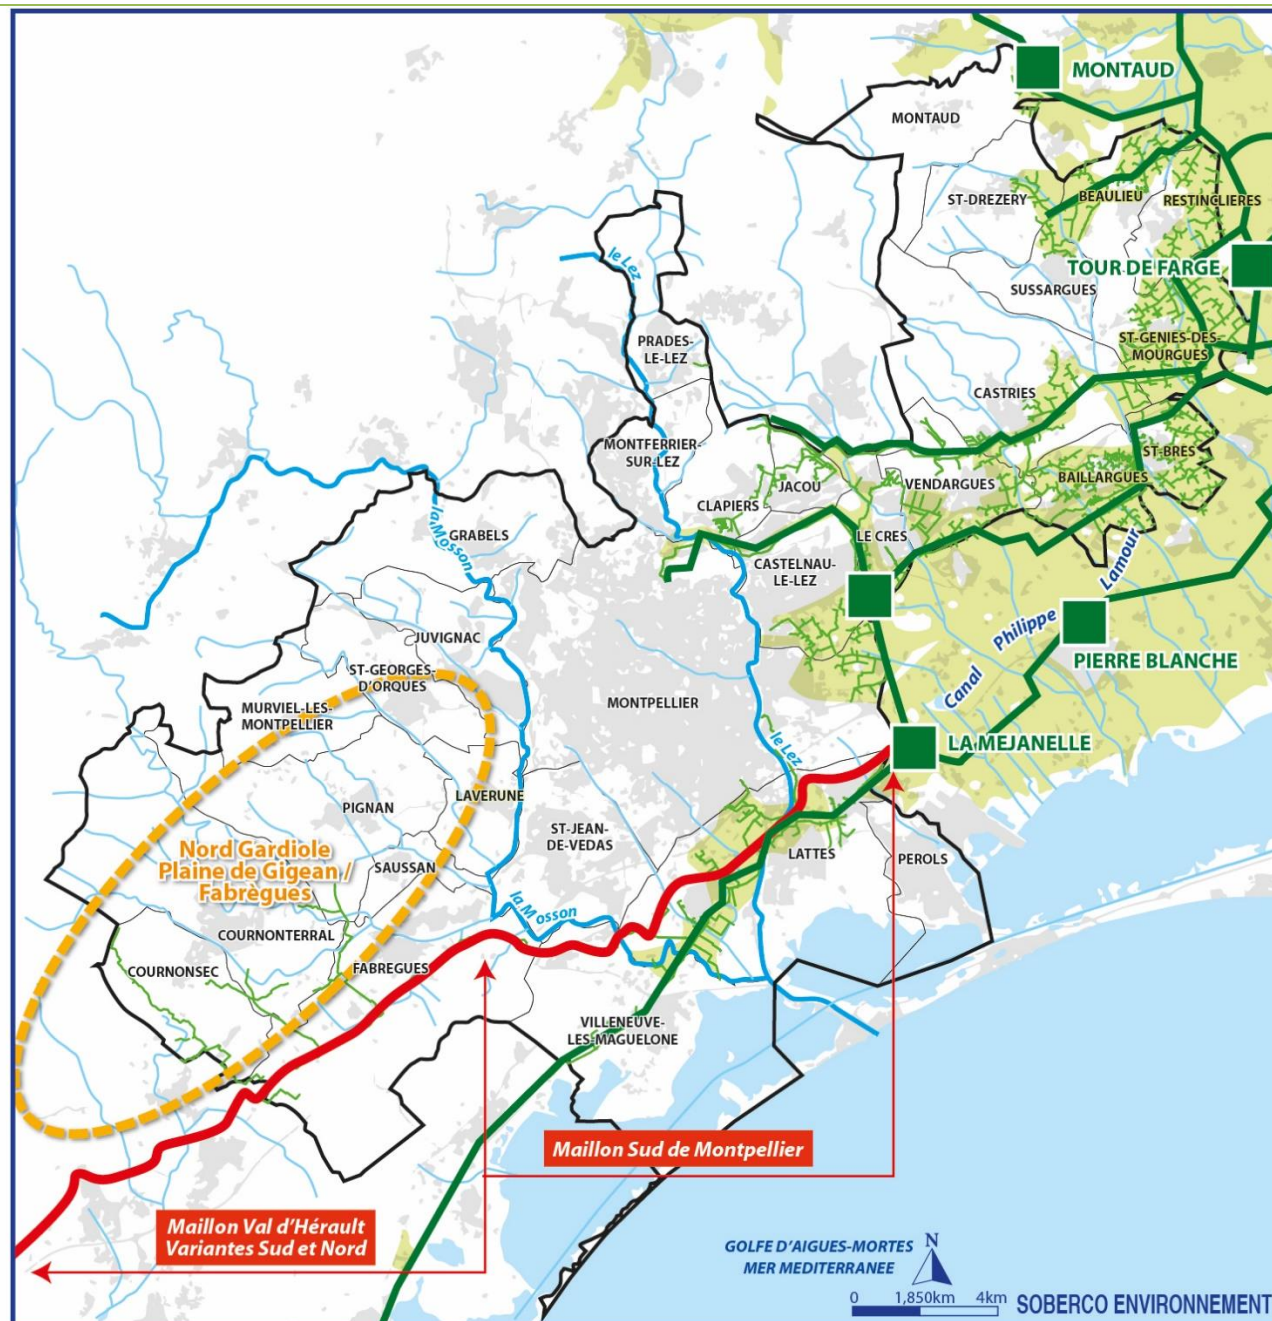 MONTAUD
MONTAUD
ST-DREZERY
BEAULIEU
RESTINCLIERES
le Lez
TOUR DE FARGE
SUSSARGUES
PRADES-
LE-LEZ
ST-GENIES-DES-
MOURGUES
CASTRIES
MONTFERRIER-
SUR-LEZ
ST-BRES
JACOU
VENDARGUES
BAILLARGUES
CLAPIERS
la Mosson
GRABELS
LE CRES
CASTELNAU-
LE-LEZ
Canal Philippe Lamour
JUVIGNAC
ST-GEORGES-
D'ORQUES
PIERRE BLANCHE
MURVIEL-LES-
MONTPELLIER
MONTPELLIER
le Lez
LA MEJANELLE
PIGNAN
LAVERUNE
ST-JEAN-
DE-VEDAS
Nord Gardiole
Plaine de Gigean /
Fabrègues
SAUSSAN
LATTES
PEROLS
la Mosson
COURNONTERRAL
COURNONSEC
FABREGUES
VILLENEUVE-
LES-MAGUELONE
Maillon Sud de Montpellier
Maillon Val d'Hérault
Variantes Sud et Nord
GOLFE D'AIGUES-MORTES
MER MEDITERRANEE
N
0 1,850km 4km
SOBERCO ENVIRONNEMENT